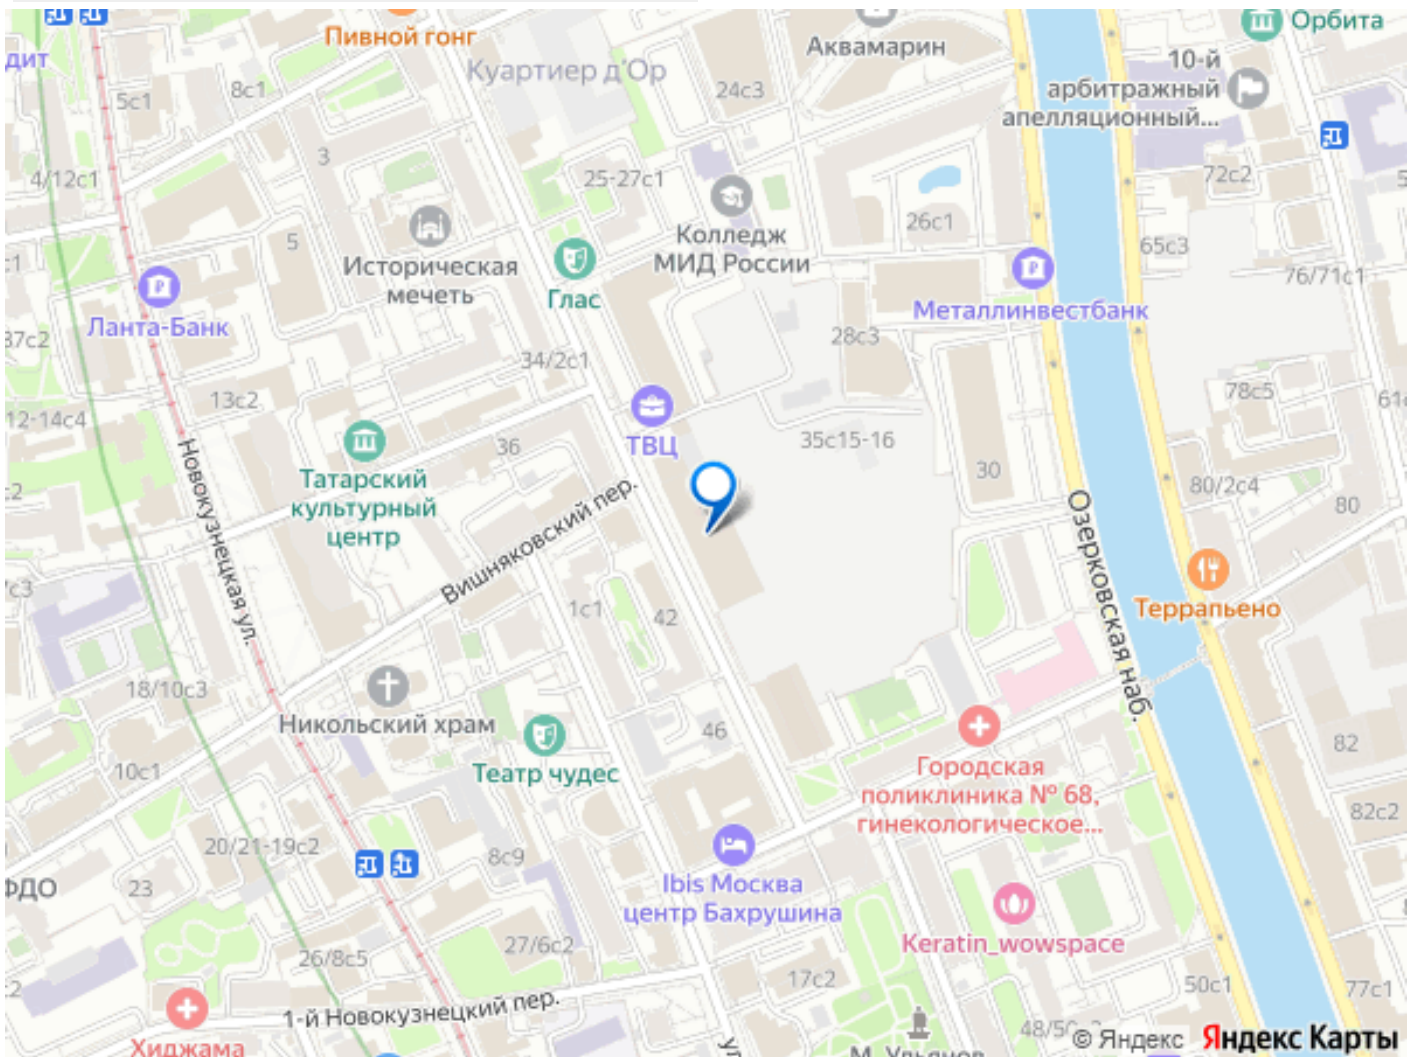 Пивной гонг
Куартиер д'Ор
Аквамарин
Орбита
дит
10-й
арбитражный
апелляционный...
5с1
8с1
24с3
3
4/12с1
25-27с1
72с2
Колледж
МИД России
26с1
5
65с3
Историческая
мечеть
Глас
76/71с1
Ланта-Банк
Металлинвестбанк
37с2
28с3
34/2с1
13с2
78с5
12-14с4
ТВЦ
35с15-16
36
30
Татарский
культурный
центр
80/2с4
80
Новокузнецкая ул.
Вишняковский пер.
Озерковская наб.
1с1
42
Террапьено
18/10с3
Никольский храм
46
82
10с1
Театр чудес
Городская
поликлиника № 68,
гинекологическое...
82с2
20/21-19с2
8с9
23
ФДО
Ibis Москва
центр Бахрушина
Keratin_wowspace
26/8с5
27/6с2
17с2
50с1
77с1
1-й Новокузнецкий пер.
Хиджама
© Яндекс
Яндекс Карты